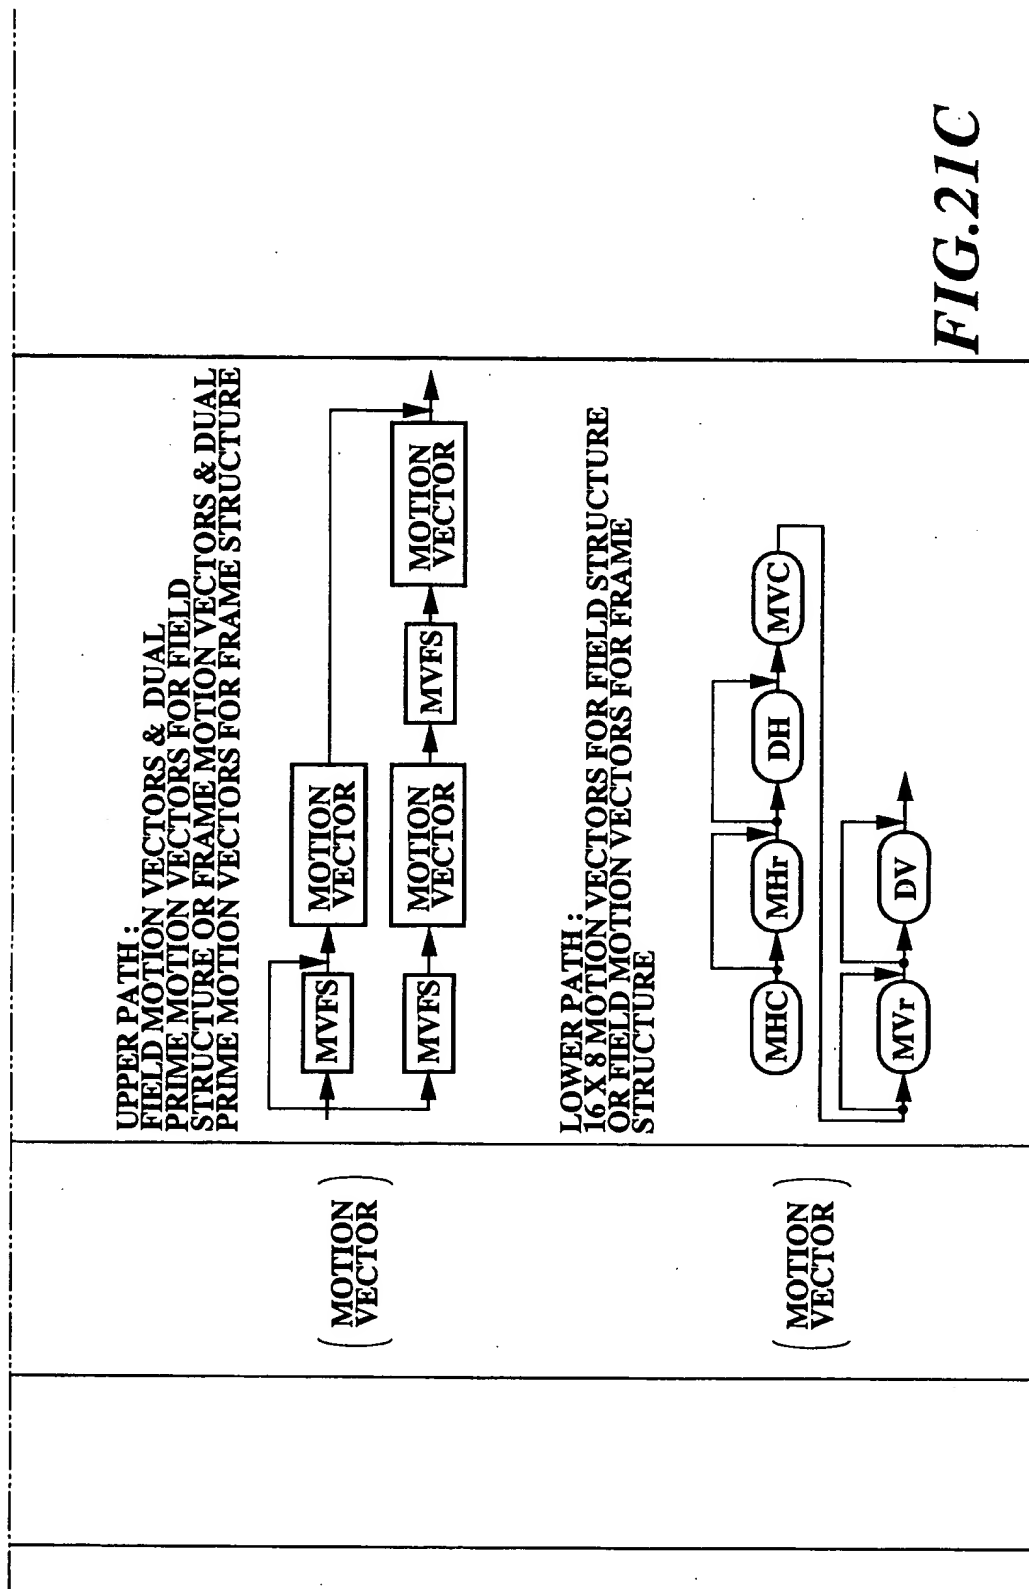 UPPER PATH :
FIELD MOTION VECTORS & DUAL
PRIME MOTION VECTORS FOR FIELD
STRUCTURE OR FRAME MOTION VECTORS & DUAL
PRIME MOTION VECTORS FOR FRAME STRUCTURE
MVFS
MOTION
VECTOR
MVFS
MOTION
VECTOR
MVFS
MOTION
VECTOR
(MOTION
VECTOR)
LOWER PATH :
16 X 8 MOTION VECTORS FOR FIELD STRUCTURE
OR FIELD MOTION VECTORS FOR FRAME
STRUCTURE
MHC
MHr
DH
MVC
MVr
DV
(MOTION
VECTOR)
FIG.21C